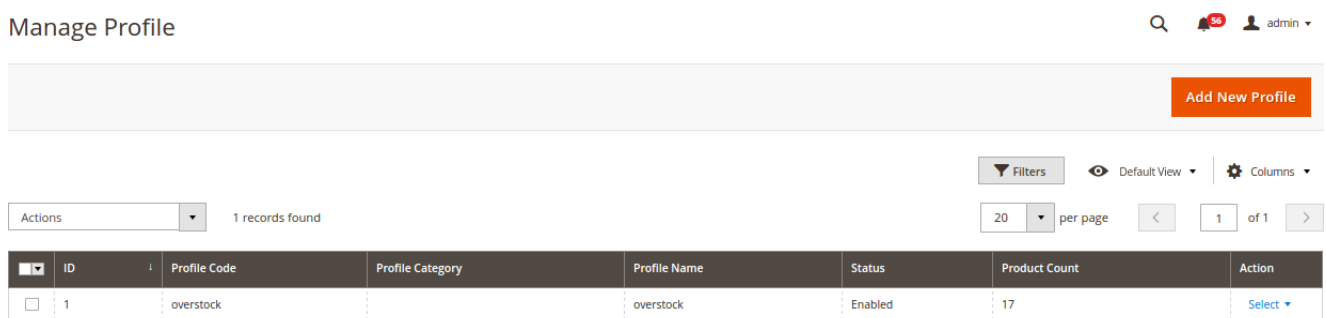 Manage Profile
56
admin
Add New Profile
Filters
Default View
Columns
Actions
1 records found
20
per page
1
of 1
ID
Profile Code
Profile Category
Profile Name
Status
Product Count
Action
1
overstock
overstock
Enabled
17
Select